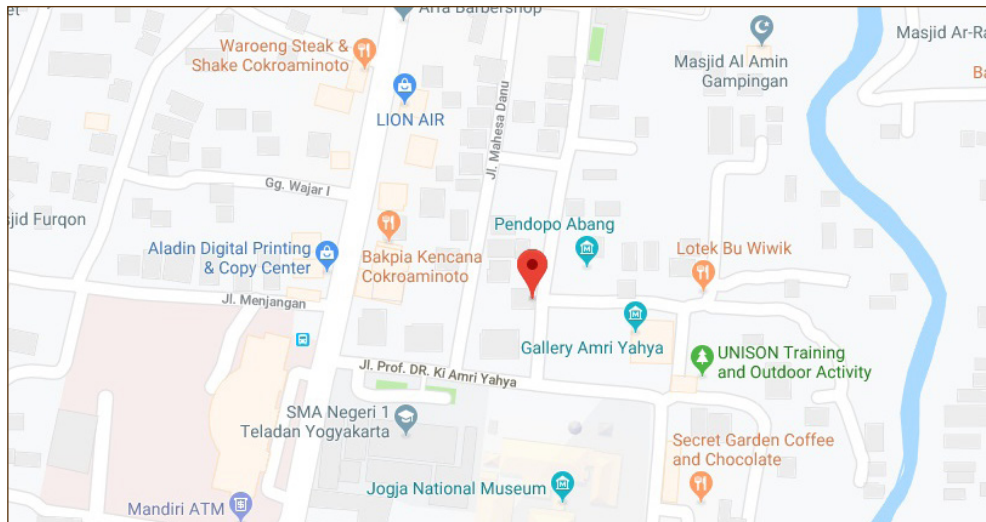 Arfa Barbershop
Waroeng Steak &
Shake Cokroaminoto
LION AIR
Masjid Al Amin
Gampingan
Masjid Ar-Ra
Ba
Jl. Mahesa Danu
Gg. Wajar I
jid Furqon
Aladin Digital Printing
& Copy Center
Bakpia Kencana
Cokroaminoto
Pendopo Abang
Lotek Bu Wiwik
Jl. Menjangan
Gallery Amri Yahya
Jl. Prof. DR. Ki Amri Yahya
UNISON Training
and Outdoor Activity
SMA Negeri 1
Teladan Yogyakarta
Secret Garden Coffee
and Chocolate
Jogja National Museum
Mandiri ATM